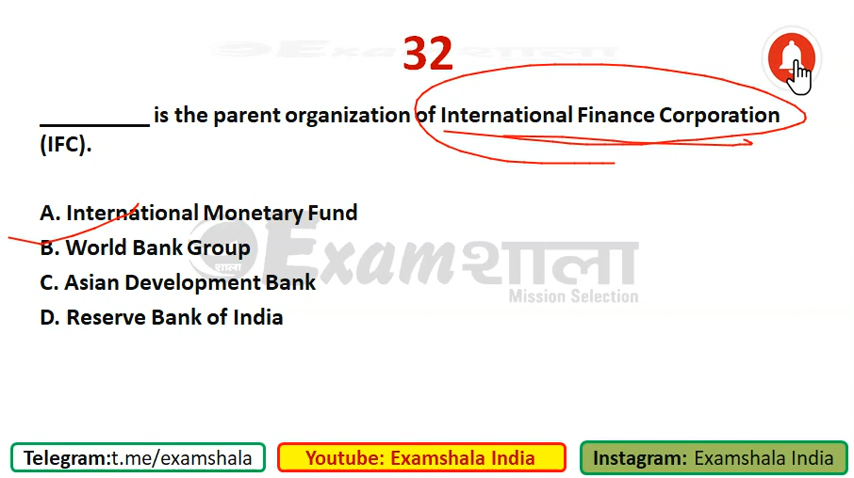 32
__________ is the parent organization of International Finance Corporation
(IFC).
A. International Monetary Fund
B. World Bank Group
C. Asian Development Bank
D. Reserve Bank of India
शाला Examशाला
Mission Selection
Telegram:t.me/examshala
Youtube: Examshala India
Instagram: Examshala India